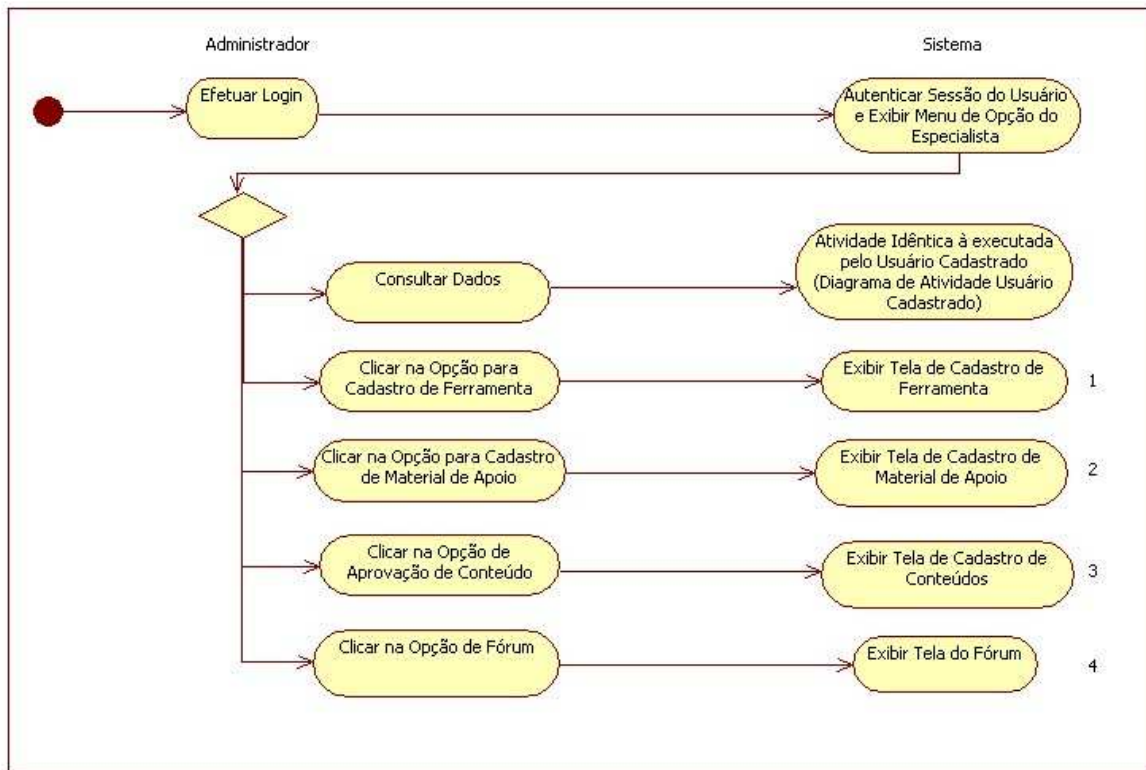 Administrador
Sistema
Efetuar Login
Autenticar Sessão do Usuário
e Exibir Menu de Opção do
Especialista
Consultar Dados
Atividade Idêntica à executada
pelo Usuário Cadastrado
(Diagrama de Atividade Usuário
Cadastrado)
Clicar na Opção para
Cadastro de Ferramenta
Exibir Tela de Cadastro de
Ferramenta
1
Clicar na Opção para Cadastro
de Material de Apoio
Exibir Tela de Cadastro de
Material de Apoio
2
Clicar na Opção de
Aprovação de Conteúdo
Exibir Tela de Cadastro de
Conteúdos
3
Clicar na Opção de Fórum
Exibir Tela do Fórum
4